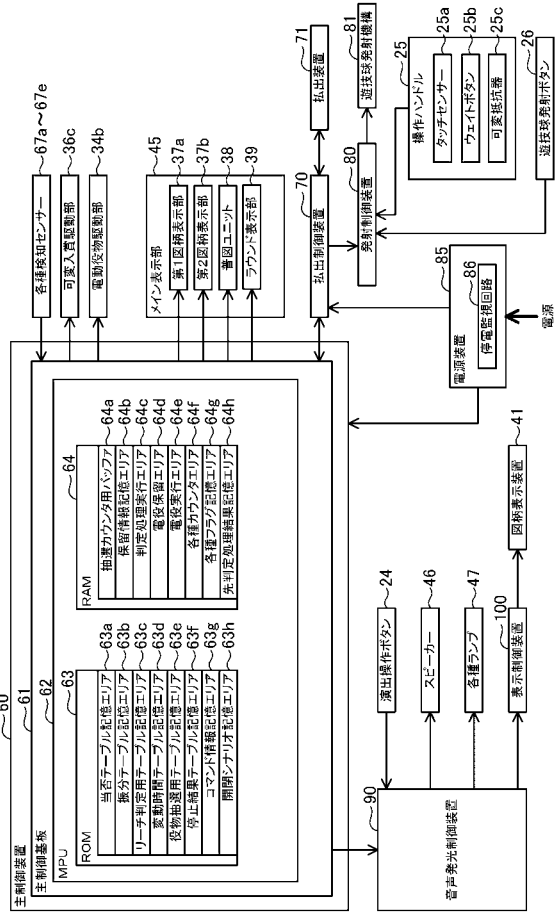 主制御装置
60
主制御基板
61
MPU
62
ROM
63
当否テーブル記憶エリア
63a
振分テーブル記憶エリア
63b
リーチ判定用テーブル記憶エリア
63c
変動時間テーブル記憶エリア
63d
役物抽選用テーブル記憶エリア
63e
停止結果テーブル記憶エリア
63f
コマンド情報記憶エリア
63g
開閉シナリオ記憶エリア
63h
RAM
64
抽選カウンタ用バッファ
64a
保留情報記憶エリア
64b
判定処理実行エリア
64c
電役保留エリア
64d
電役実行エリア
64e
各種カウンタエリア
64f
各種フラグ記憶エリア
64g
先判定処理結果記憶エリア
64h
各種検知センサー
67a～67e
可変入賞駆動部
36c
電動役物駆動部
34b
メイン表示部
45
第1図柄表示部
37a
第2図柄表示部
37b
普図ユニット
38
ラウンド表示部
39
払出制御装置
70
払出装置
71
発射制御装置
80
遊技球発射機構
81
操作ハンドル
25
タッチセンサー
25a
ウェイトボタン
25b
可変抵抗器
25c
遊技球発射ボタン
26
電源装置
85
停電監視回路
86
電源
音声発光制御装置
90
演出操作ボタン
24
スピーカー
46
各種ランプ
47
表示制御装置
100
図柄表示装置
41